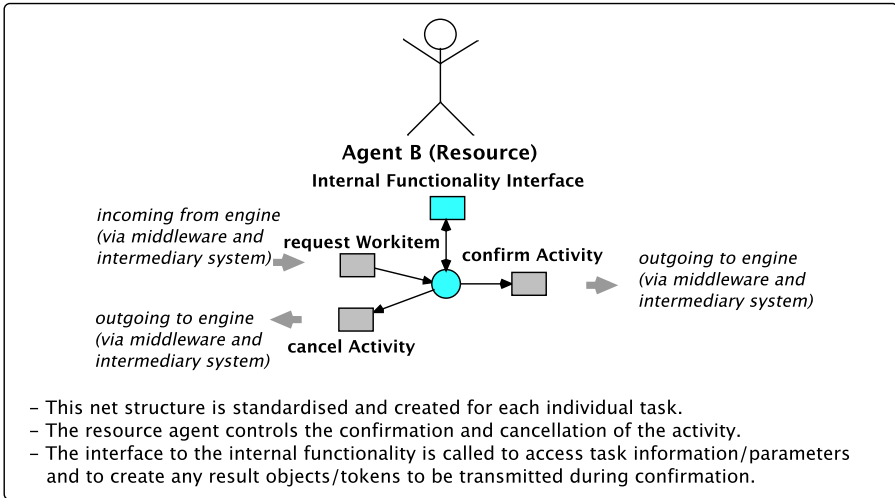 Agent B (Resource)
Internal Functionality Interface
incoming from engine
(via middleware and
intermediary system)
request Workitem
confirm Activity
outgoing to engine
(via middleware and
intermediary system)
outgoing to engine
(via middleware and
intermediary system)
cancel Activity
– This net structure is standardised and created for each individual task.
– The resource agent controls the confirmation and cancellation of the activity.
– The interface to the internal functionality is called to access task information/parameters
and to create any result objects/tokens to be transmitted during confirmation.